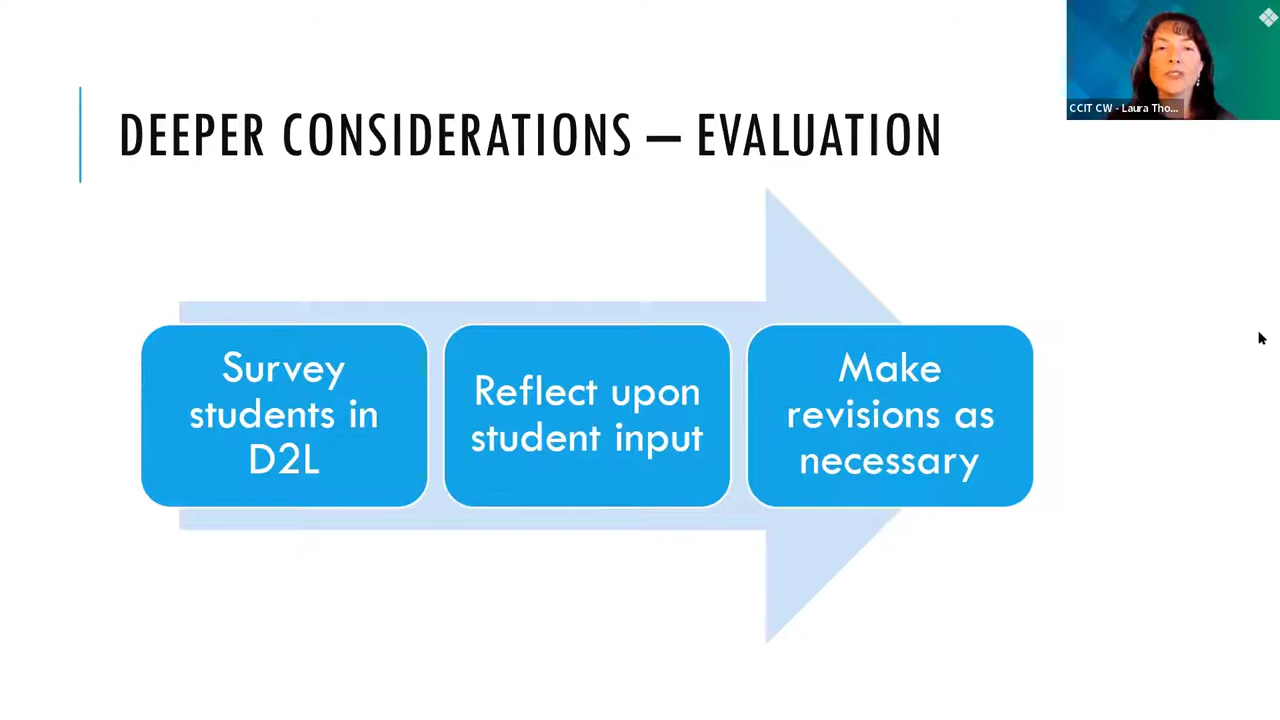 DEEPER CONSIDERATIONS – EVALUATION
CCIT CW - Laura Tho...
Survey
students in
D2L
Reflect upon
student input
Make
revisions as
necessary